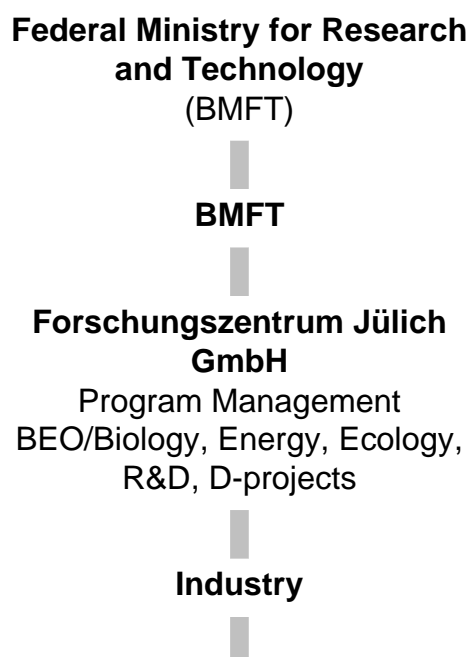 Federal Ministry for Research
and Technology
(BMFT)
BMFT
Forschungszentrum Jülich
GmbH
Program Management
BEO/Biology, Energy, Ecology,
R&D, D-projects
Industry